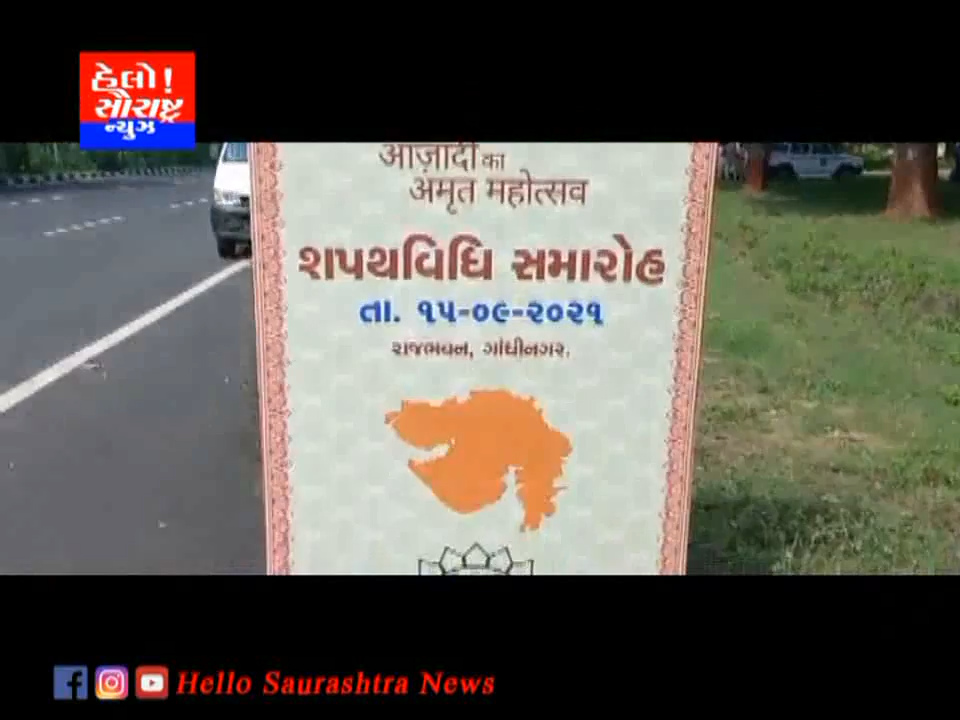 હેલો !
સૌરાષ્ટ્ર
ન્યુઝ
आज़ादी का
अमृत महोत्सव
શપથવિધિ સમારોહ
તા. ૧૫-૦૯-૨૦૨૧
રાજભવન, ગાંધીનગર.
Hello Saurashtra News